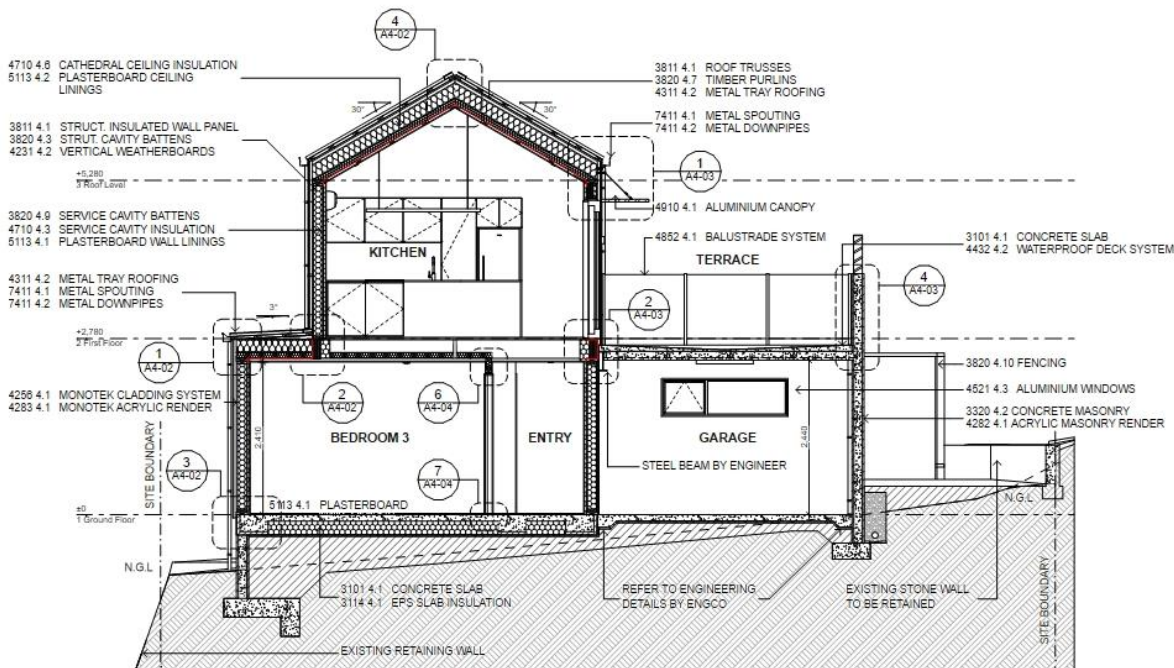 4
A4-02
4710 4.6 CATHEDRAL CEILING INSULATION
5113 4.2 PLASTERBOARD CEILING
LININGS
3811 4.1 ROOF TRUSSES
3820 4.7 TIMBER PURLINS
4311 4.2 METAL TRAY ROOFING
30°
30°
7411 4.1 METAL SPOUTING
7411 4.2 METAL DOWNPIPES
3811 4.1 STRUCT. INSULATED WALL PANEL
3820 4.3 STRUT. CAVITY BATTENS
4231 4.2 VERTICAL WEATHERBOARDS
1
A4-03
+5,280
3 Roof Level
4910 4.1 ALUMINIUM CANOPY
3820 4.9 SERVICE CAVITY BATTENS
4710 4.3 SERVICE CAVITY INSULATION
5113 4.1 PLASTERBOARD WALL LININGS
KITCHEN
4852 4.1 BALUSTRADE SYSTEM
TERRACE
3101 4.1 CONCRETE SLAB
4432 4.2 WATERPROOF DECK SYSTEM
4311 4.2 METAL TRAY ROOFING
7411 4.1 METAL SPOUTING
7411 4.2 METAL DOWNPIPES
3°
2
A4-03
4
A4-03
+2,780
2 First Floor
1
A4-02
2
A4-02
6
A4-04
3820 4.10 FENCING
4521 4.3 ALUMINIUM WINDOWS
4256 4.1 MONOTEK CLADDING SYSTEM
4283 4.1 MONOTEK ACRYLIC RENDER
3320 4.2 CONCRETE MASONRY
4282 4.1 ACRYLIC MASONRY RENDER
2,410
BEDROOM 3
ENTRY
GARAGE
2,440
SITE BOUNDARY
3
A4-02
7
A4-04
STEEL BEAM BY ENGINEER
5113 4.1 PLASTERBOARD
N.G.L
±0
1 Ground Floor
N.G.L
3101 4.1 CONCRETE SLAB
3114 4.1 EPS SLAB INSULATION
REFER TO ENGINEERING
DETAILS BY ENGCO
EXISTING STONE WALL
TO BE RETAINED
SITE BOUNDARY
EXISTING RETAINING WALL